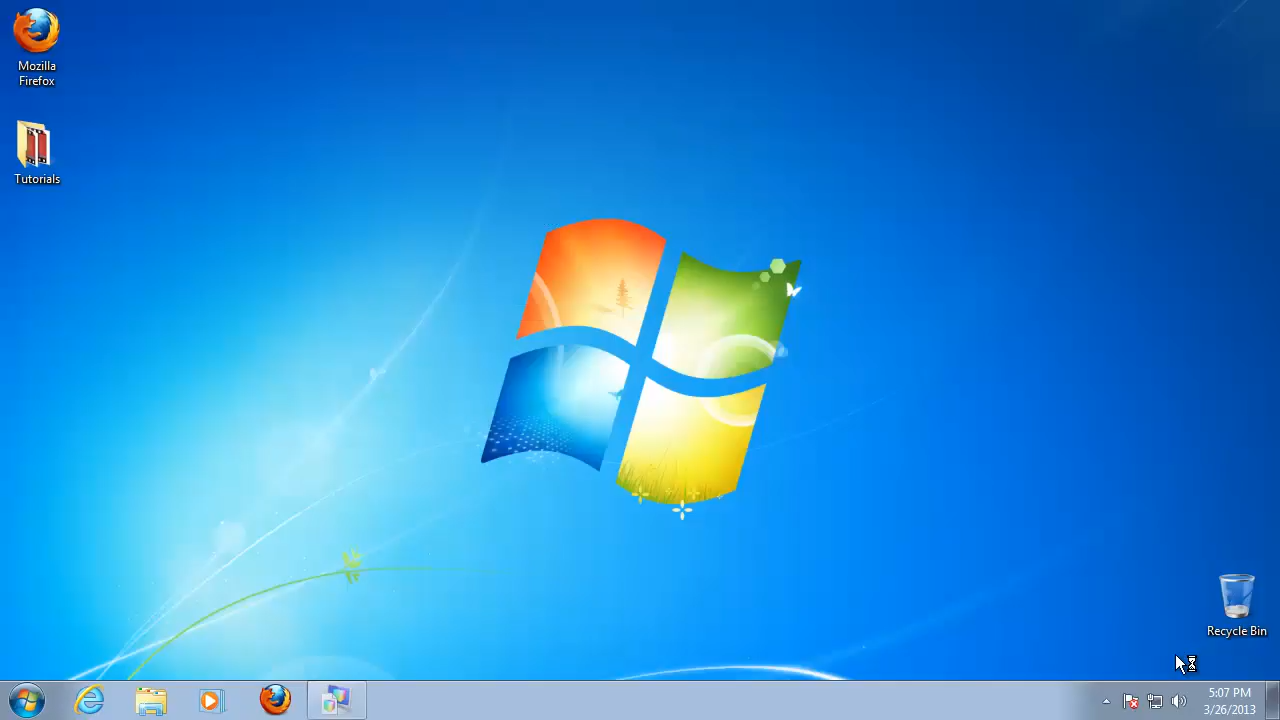 Mozilla
Firefox
Tutorials
Recycle Bin
5:07 PM
3/26/2013